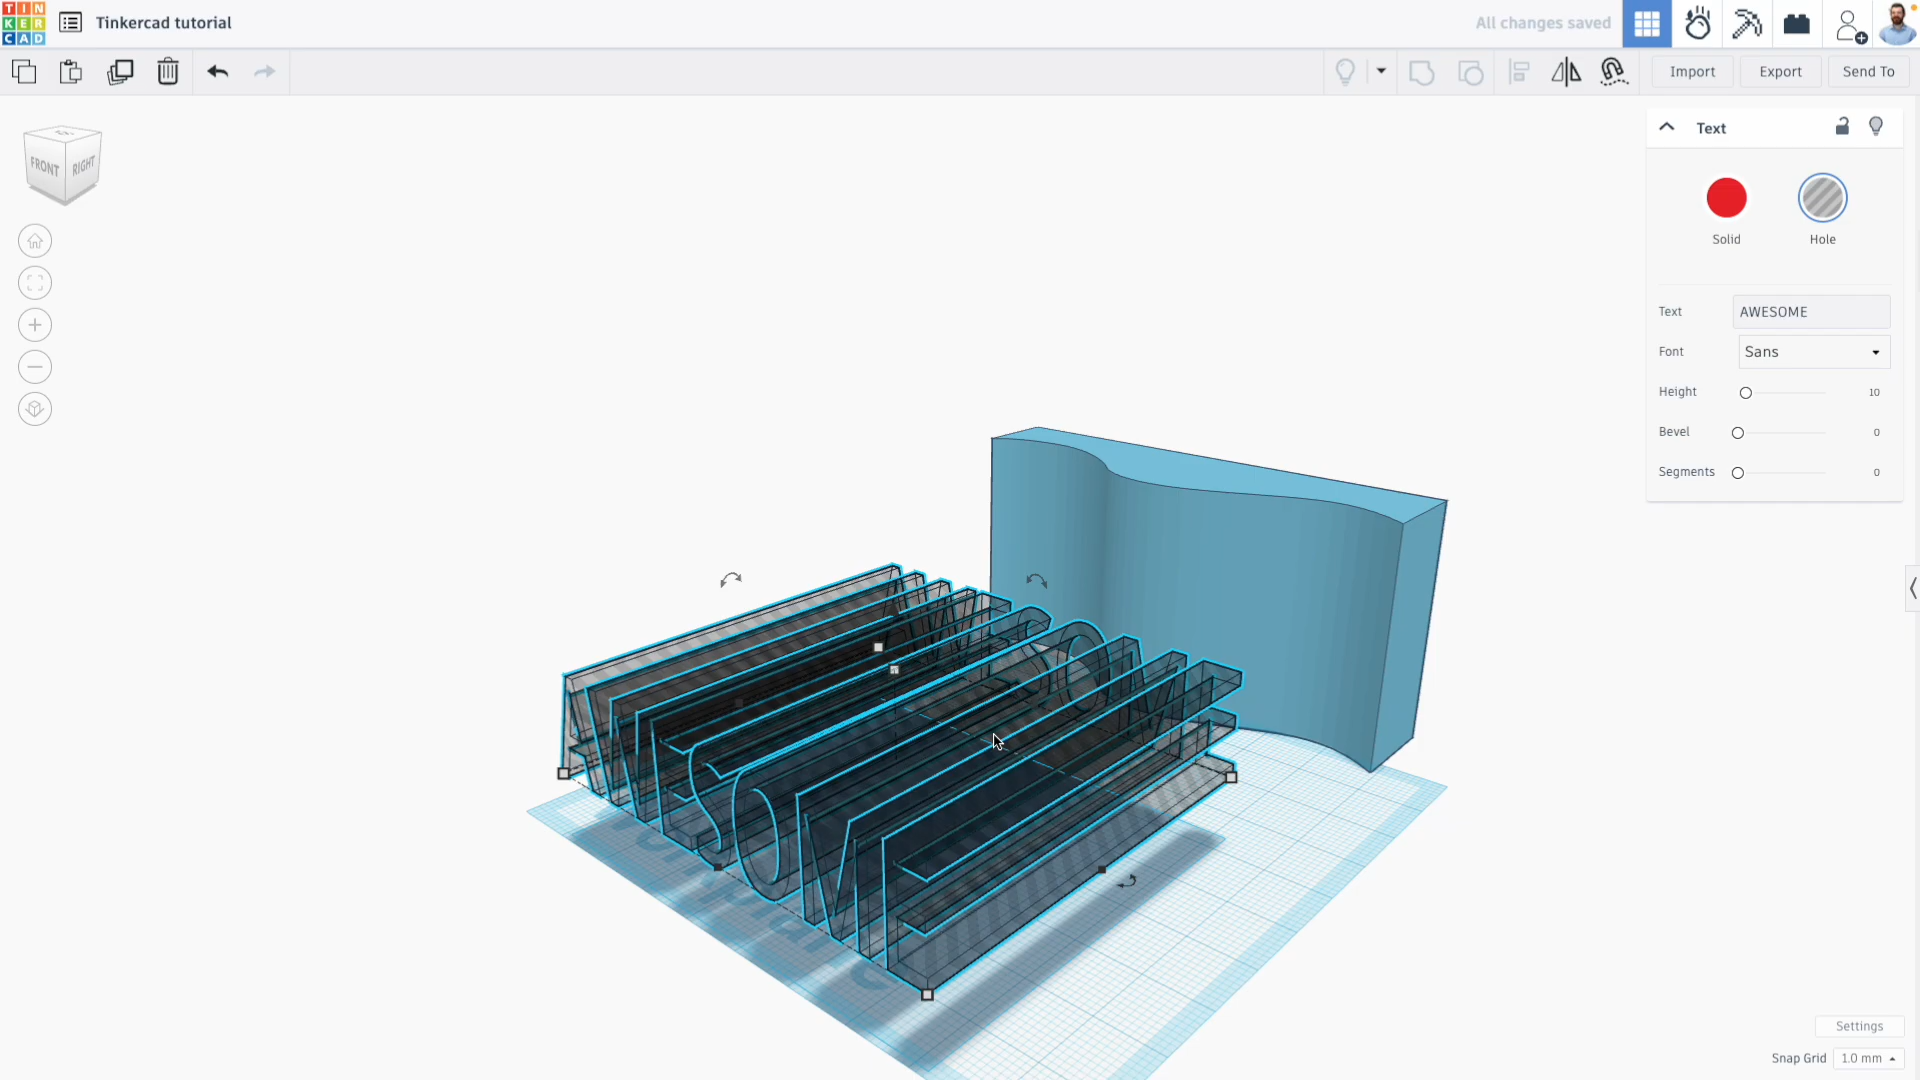 TIN
KER
CAD
Tinkercad tutorial
All changes saved
Import
Export
Send To
FRONT
RIGHT
Text
Solid
Hole
Text
AWESOME
Font
Sans
Height
10
Bevel
0
Segments
0
Settings
Snap Grid
1.0 mm